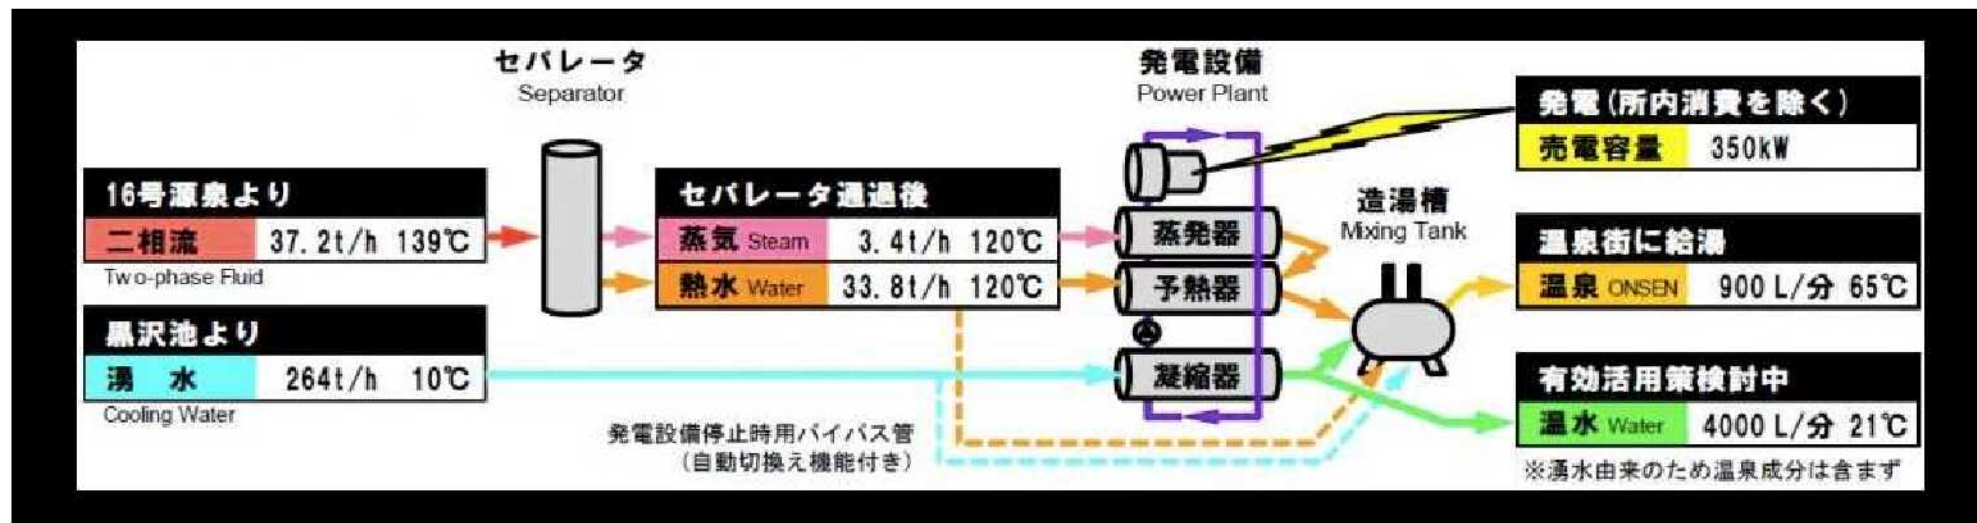 セパレータ
Separator
発電設備
Power Plant
発電(所内消費を除く)
売電容量 350kW
16号源泉より
二相流 37.2t/h 139℃
Two-phase Fluid
セパレータ通過後
蒸気 Steam 3.4t/h 120℃
熱水 Water 33.8t/h 120℃
蒸発器
予熱器
凝縮器
造湯槽
Mixing Tank
温泉街に給湯
温泉 ONSEN 900 L/分 65℃
黒沢池より
湧水 264t/h 10℃
Cooling Water
有効活用策検討中
温水 Water 4000 L/分 21℃
※湧水由来のため温泉成分は含まず
発電設備停止時用バイパス管
(自動切換え機能付き)